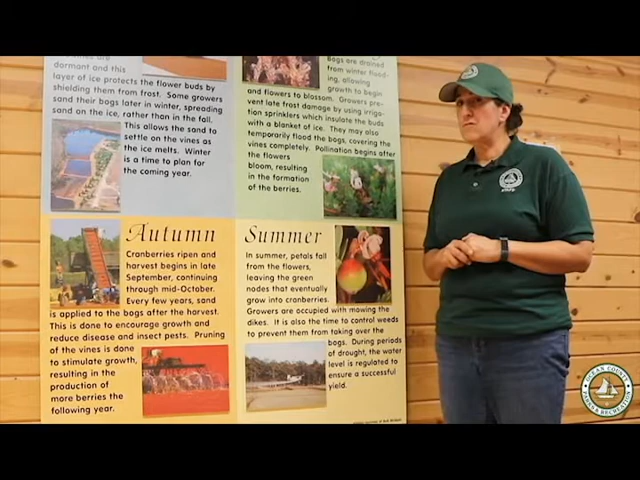 dormant and this
layer of ice protects the flower buds by
shielding them from frost. Some growers
sand their bogs later in winter, spreading
sand on the ice, rather than in the fall.
This allows the sand to
settle on the vines as
the ice melts. Winter
is a time to plan for
the coming year.
Bogs are drained
from winter flood-
ing, growth is
beginning, and
and flowers to blossom. Growers pre-
vent late frost damage by using irriga-
tion sprinklers which insulate the buds
with a blanket of ice. They may also
temporarily flood the bogs, covering the
vines completely. Pollination begins after
the flowers
bloom, resulting
in the formation
of the berries.
Autumn
Cranberries ripen and
harvest begins in late
September, continuing
through mid-October.
Every few years, sand
is applied to the bogs after the harvest.
This is done to encourage growth and
reduce disease and insect pests. Pruning
of the vines is done
to stimulate growth,
resulting in the
production of
more berries the
following year.
Summer
In summer, petals fall
from the flowers,
leaving the green
nodes that eventually
grow into cranberries.
Growers are occupied with mowing the
dikes. It is also the time to control weeds
to prevent them from taking over the
bogs. During periods
of drought, the water
level is regulated to
ensure a successful
yield.
OCEAN COUNTY
PARKS & RECREATION